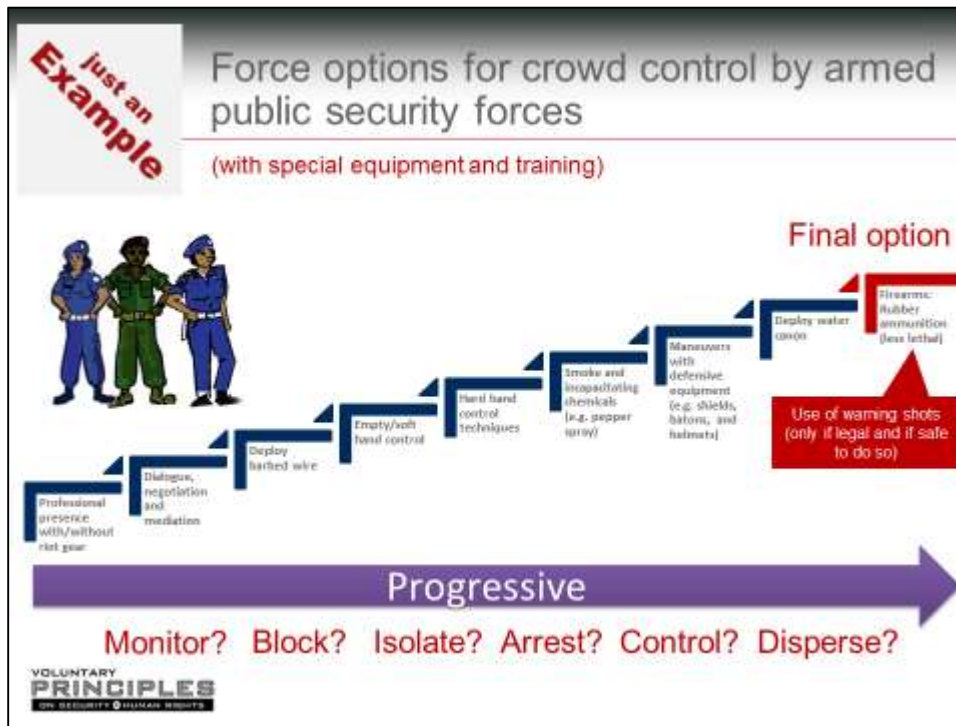 just an
Example
Force options for crowd control by armed
public security forces
(with special equipment and training)
Final option
Professional
presence
with/without
riot gear
Dialogue,
negotiation
and
mediation
Deploy
barbed wire
Empty/soft
hand control
Hard hand
control
techniques
Smoke and
incapacitating
chemicals
(e.g. pepper
spray)
Maneuvers
with
defensive
equipment
(e.g. shields,
batons, and
helmets)
Deploy water
canon
Firearms:
Rubber
ammunition
(less lethal)
Use of warning shots
(only if legal and if safe
to do so)
Progressive
Monitor? Block? Isolate? Arrest? Control? Disperse?
VOLUNTARY
PRINCIPLES
ON SECURITY HUMAN RIGHTS